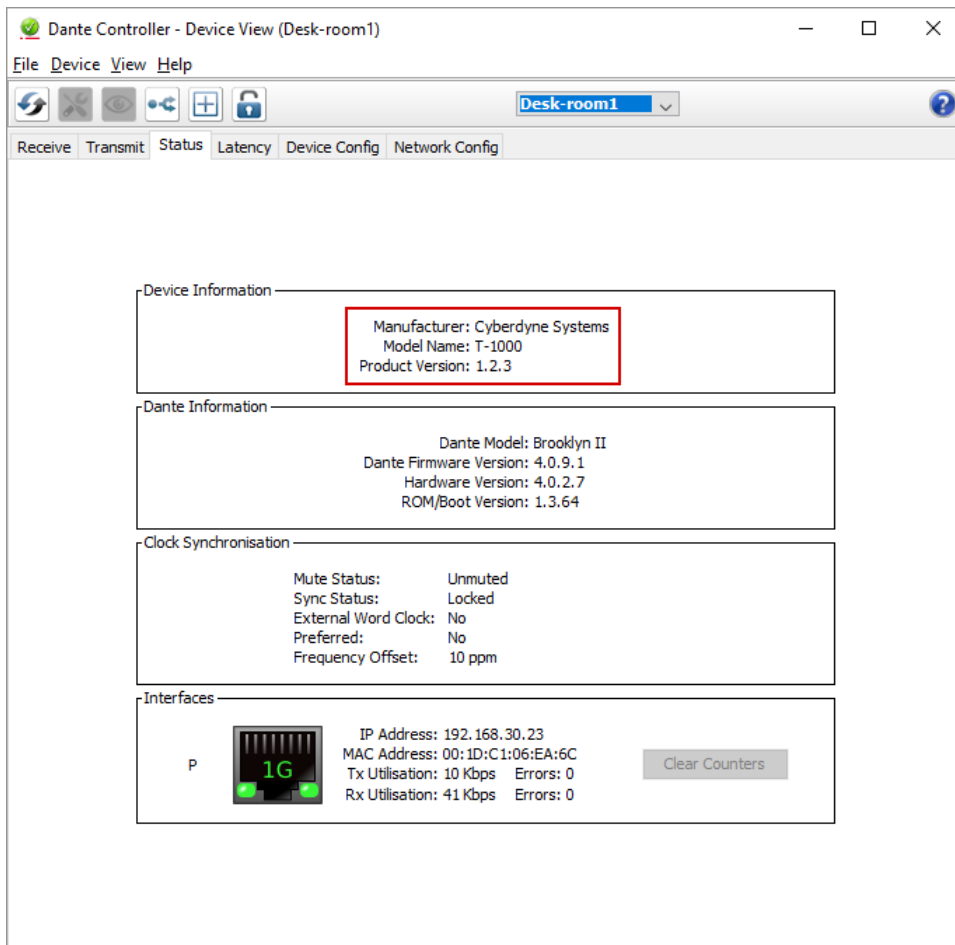 Dante Controller - Device View (Desk-room1)
File Device View Help
Desk-room1
?
Receive Transmit Status Latency Device Config Network Config
Device Information
Manufacturer: Cyberdyne Systems
Model Name: T-1000
Product Version: 1.2.3
Dante Information
Dante Model: Brooklyn II
Dante Firmware Version: 4.0.9.1
Hardware Version: 4.0.2.7
ROM/Boot Version: 1.3.64
Clock Synchronisation
Mute Status: Unmuted
Sync Status: Locked
External Word Clock: No
Preferred: No
Frequency Offset: 10 ppm
Interfaces
IP Address: 192.168.30.23
MAC Address: 00:1D:C1:06:EA:6C
P 1G Tx Utilisation: 10 Kbps Errors: 0 Clear Counters
Rx Utilisation: 41 Kbps Errors: 0